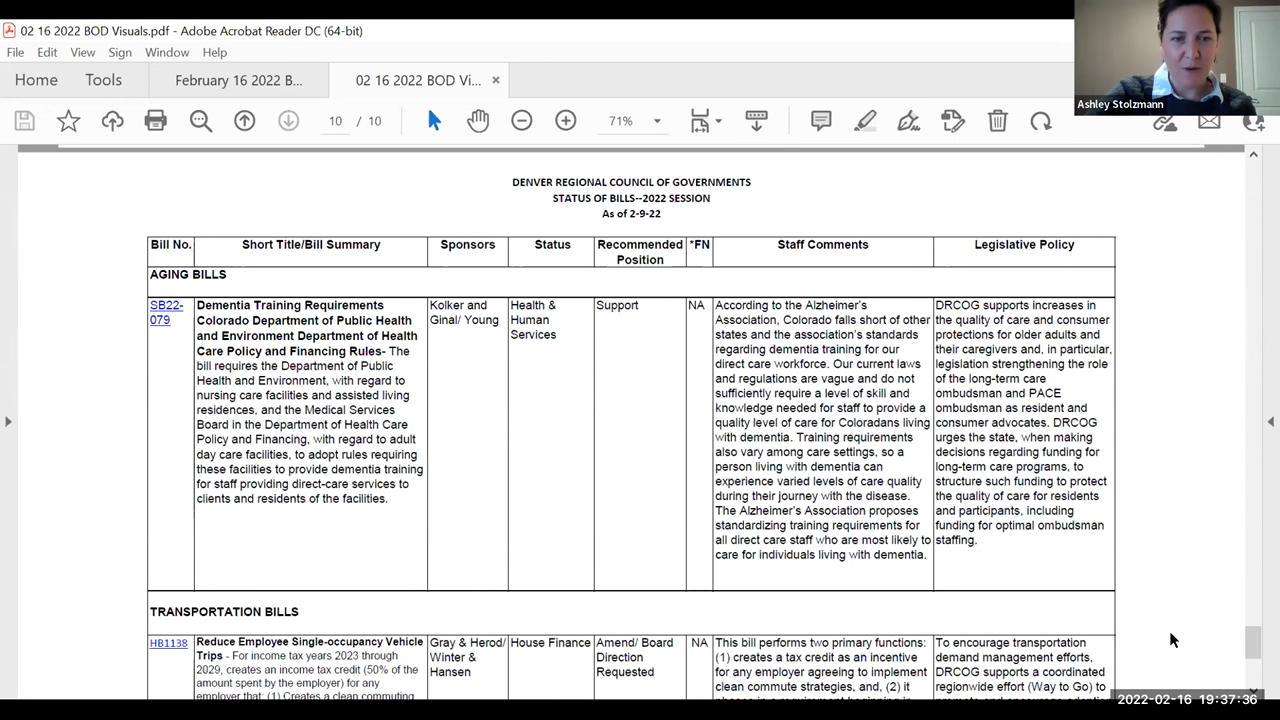 02 16 2022 BOD Visuals.pdf - Adobe Acrobat Reader DC (64-bit)
File Edit View Sign Window Help
Home Tools February 16 2022 B... 02 16 2022 BOD Vi... ×
10 / 10 71%
Ashley Stolzmann
DENVER REGIONAL COUNCIL OF GOVERNMENTS
STATUS OF BILLS--2022 SESSION
As of 2-9-22
Bill No. Short Title/Bill Summary Sponsors Status Recommended Position *FN Staff Comments Legislative Policy
AGING BILLS
SB22-
079
Dementia Training Requirements
Colorado Department of Public Health
and Environment Department of Health
Care Policy and Financing Rules- The
bill requires the Department of Public
Health and Environment, with regard to
nursing care facilities and assisted living
residences, and the Medical Services
Board in the Department of Health Care
Policy and Financing, with regard to adult
day care facilities, to adopt rules requiring
these facilities to provide dementia training
for staff providing direct-care services to
clients and residents of the facilities.
Kolker and
Ginal/ Young
Health &
Human
Services
Support
NA
According to the Alzheimer's
Association, Colorado falls short of other
states and the association's standards
regarding dementia training for our
direct care workforce. Our current laws
and regulations are vague and do not
sufficiently require a level of skill and
knowledge needed for staff to provide a
quality level of care for Coloradans living
with dementia. Training requirements
also vary among care settings, so a
person living with dementia can
experience varied levels of care quality
during their journey with the disease.
The Alzheimer's Association proposes
standardizing training requirements for
all direct care staff who are most likely to
care for individuals living with dementia.
DRCOG supports increases in
the quality of care and consumer
protections for older adults and
their caregivers and, in particular,
legislation strengthening the role
of the long-term care
ombudsman and PACE
ombudsman as resident and
consumer advocates. DRCOG
urges the state, when making
decisions regarding funding for
long-term care programs, to
structure such funding to protect
the quality of care for residents
and participants, including
funding for optimal ombudsman
staffing.
TRANSPORTATION BILLS
HB1138
Reduce Employee Single-occupancy Vehicle
Trips - For income tax years 2023 through
2029, creates an income tax credit (50% of the
amount spent by the employer) for any
employer that: (1) Creates a clean commuting
Gray & Herod/
Winter &
Hansen
House Finance
Amend/ Board
Direction
Requested
NA
This bill performs two primary functions:
(1) creates a tax credit as an incentive
for any employer agreeing to implement
clean commute strategies, and, (2) it
To encourage transportation
demand management efforts,
DRCOG supports a coordinated
regionwide effort (Way to Go) to
2022-02-16 19:37:36